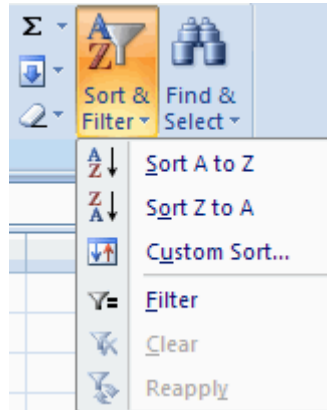 Σ
Sort & Filter
Find & Select
Sort A to Z
Sort Z to A
Custom Sort...
Filter
Clear
Reapply